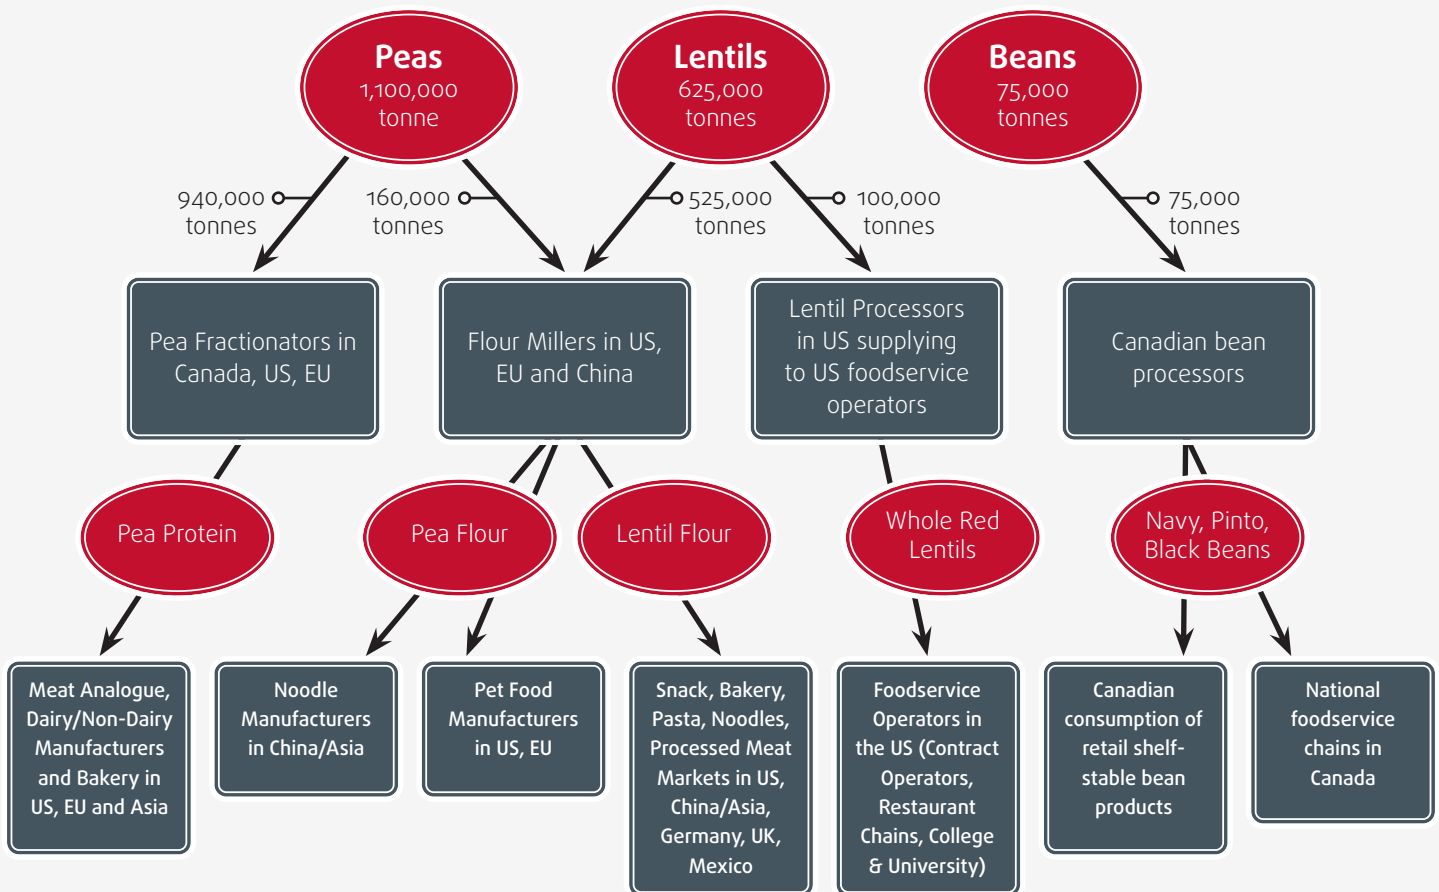 Peas
1,100,000
tonne
Lentils
625,000
tonnes
Beans
75,000
tonnes
940,000
tonnes
160,000
tonnes
525,000
tonnes
100,000
tonnes
75,000
tonnes
Pea Fractionators in
Canada, US, EU
Flour Millers in US,
EU and China
Lentil Processors
in US supplying
to US foodservice
operators
Canadian bean
processors
Pea Protein
Pea Flour
Lentil Flour
Whole Red
Lentils
Navy, Pinto,
Black Beans
Meat Analogue,
Dairy/Non-Dairy
Manufacturers
and Bakery in
US, EU and Asia
Noodle
Manufacturers
in China/Asia
Pet Food
Manufacturers
in US, EU
Snack, Bakery,
Pasta, Noodles,
Processed Meat
Markets in US,
China/Asia,
Germany, UK,
Mexico
Foodservice
Operators in
the US (Contract
Operators,
Restaurant
Chains, College
& University)
Canadian
consumption of
retail shelf-
stable bean
products
National
foodservice
chains in
Canada